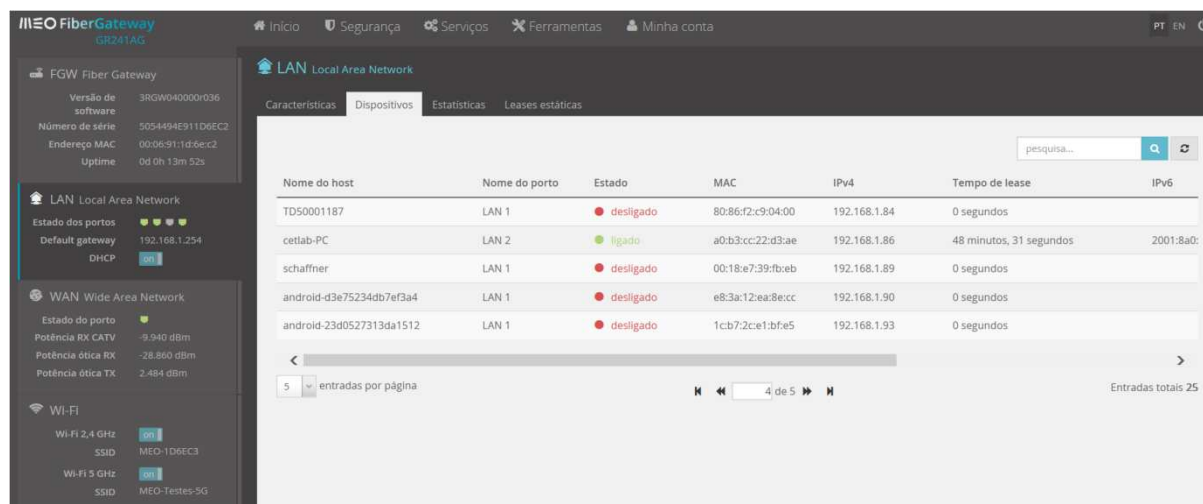 MEO FiberGateway
GR241AG
Início Segurança Serviços Ferramentas Minha conta
PT EN
FGW Fiber Gateway
Versão de software 3RGW040000r036
Número de série 5054494E911D6EC2
Endereço MAC 00:06:91:1d:6e:c2
Uptime 0d 0h 13m 52s
LAN Local Area Network
Estado dos portos
Default gateway 192.168.1.254
DHCP on
WAN Wide Area Network
Estado do porto
Potência RX CATV -9.940 dBm
Potência ótica RX -28.860 dBm
Potência ótica TX 2.484 dBm
Wi-Fi
Wi-Fi 2,4 GHz on
SSID MEO-1D6EC3
Wi-Fi 5 GHz on
SSID MEO-Testes-5G
LAN Local Area Network
Características Dispositivos Estatísticas Leases estáticas
pesquisa...
Nome do host Nome do porto Estado MAC IPv4 Tempo de lease IPv6
TD50001187 LAN 1 desligado 80:86:f2:c9:04:00 192.168.1.84 0 segundos
cetlab-PC LAN 2 ligado a0:b3:cc:22:d3:ae 192.168.1.86 48 minutos, 31 segundos 2001:8a0:
schaffner LAN 1 desligado 00:18:e7:39:fb:eb 192.168.1.89 0 segundos
android-d3e75234db7ef3a4 LAN 1 desligado e8:3a:12:ea:8e:cc 192.168.1.90 0 segundos
android-23d0527313da1512 LAN 1 desligado 1c:b7:2c:e1:bf:e5 192.168.1.93 0 segundos
5 entradas por página
4 de 5
Entradas totais 25